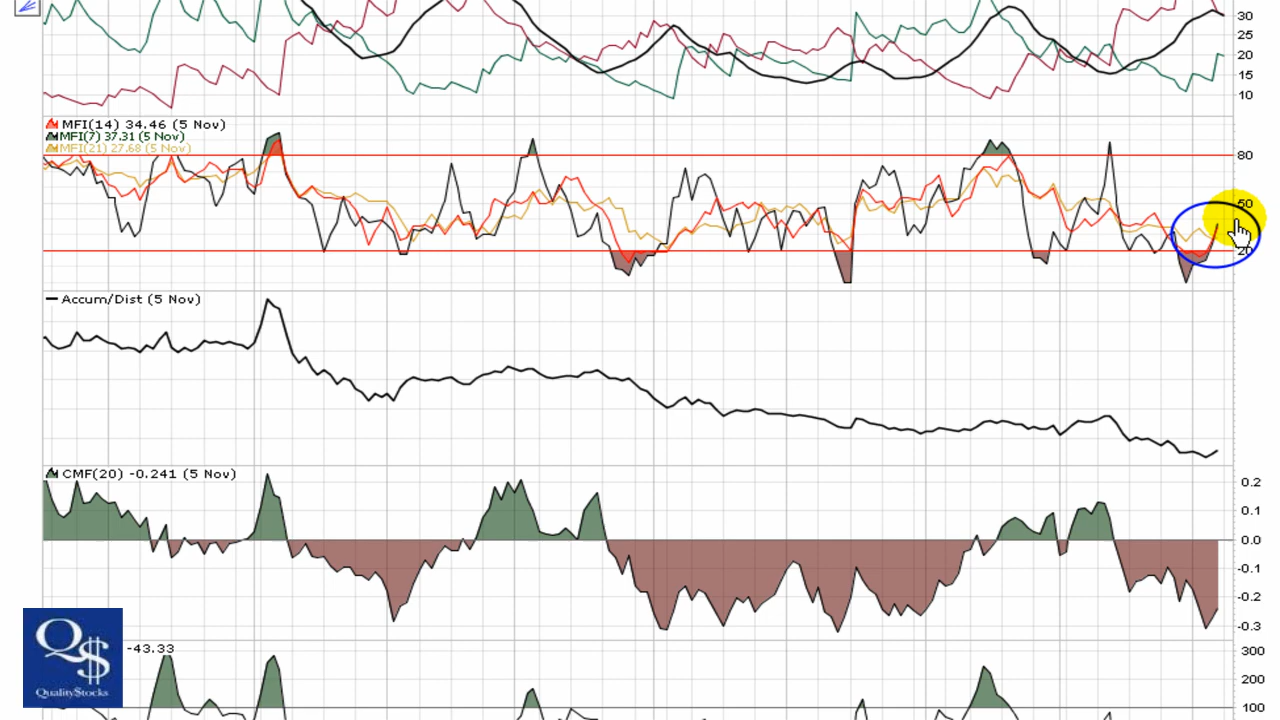 30
25
20
15
10
MFI(14) 34.46 (5 Nov)
MFI(7) 37.31 (5 Nov)
MFI(21) 27.68 (5 Nov)
80
50
20
Accum/Dist (5 Nov)
CMF(20) -0.241 (5 Nov)
0.2
0.1
0.0
-0.1
-0.2
-0.3
-43.33
300
200
100
Q$
QualityStocks